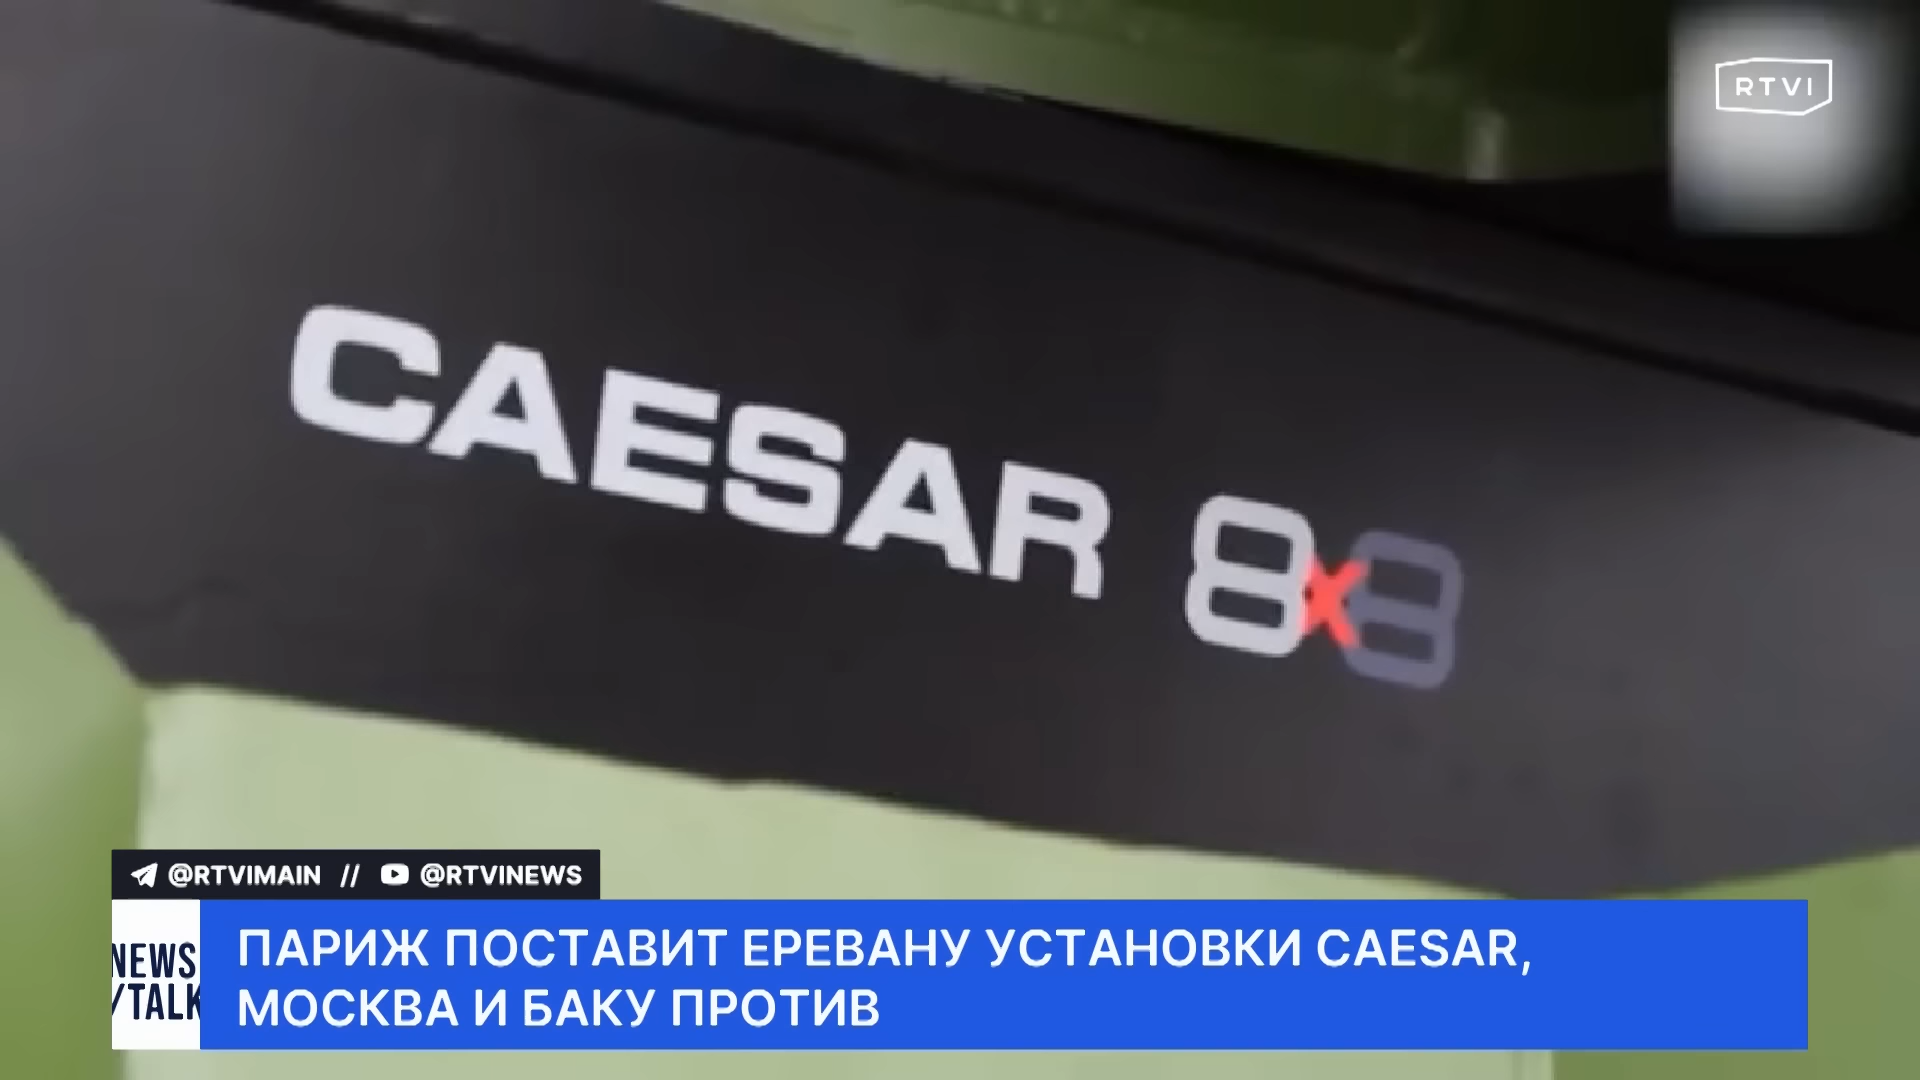 RTVI
CAESAR 8x8
@RTVIMAIN // @RTVINEWS
NEWS
/TALK
ПАРИЖ ПОСТАВИТ ЕРЕВАНУ УСТАНОВКИ CAESAR,
МОСКВА И БАКУ ПРОТИВ